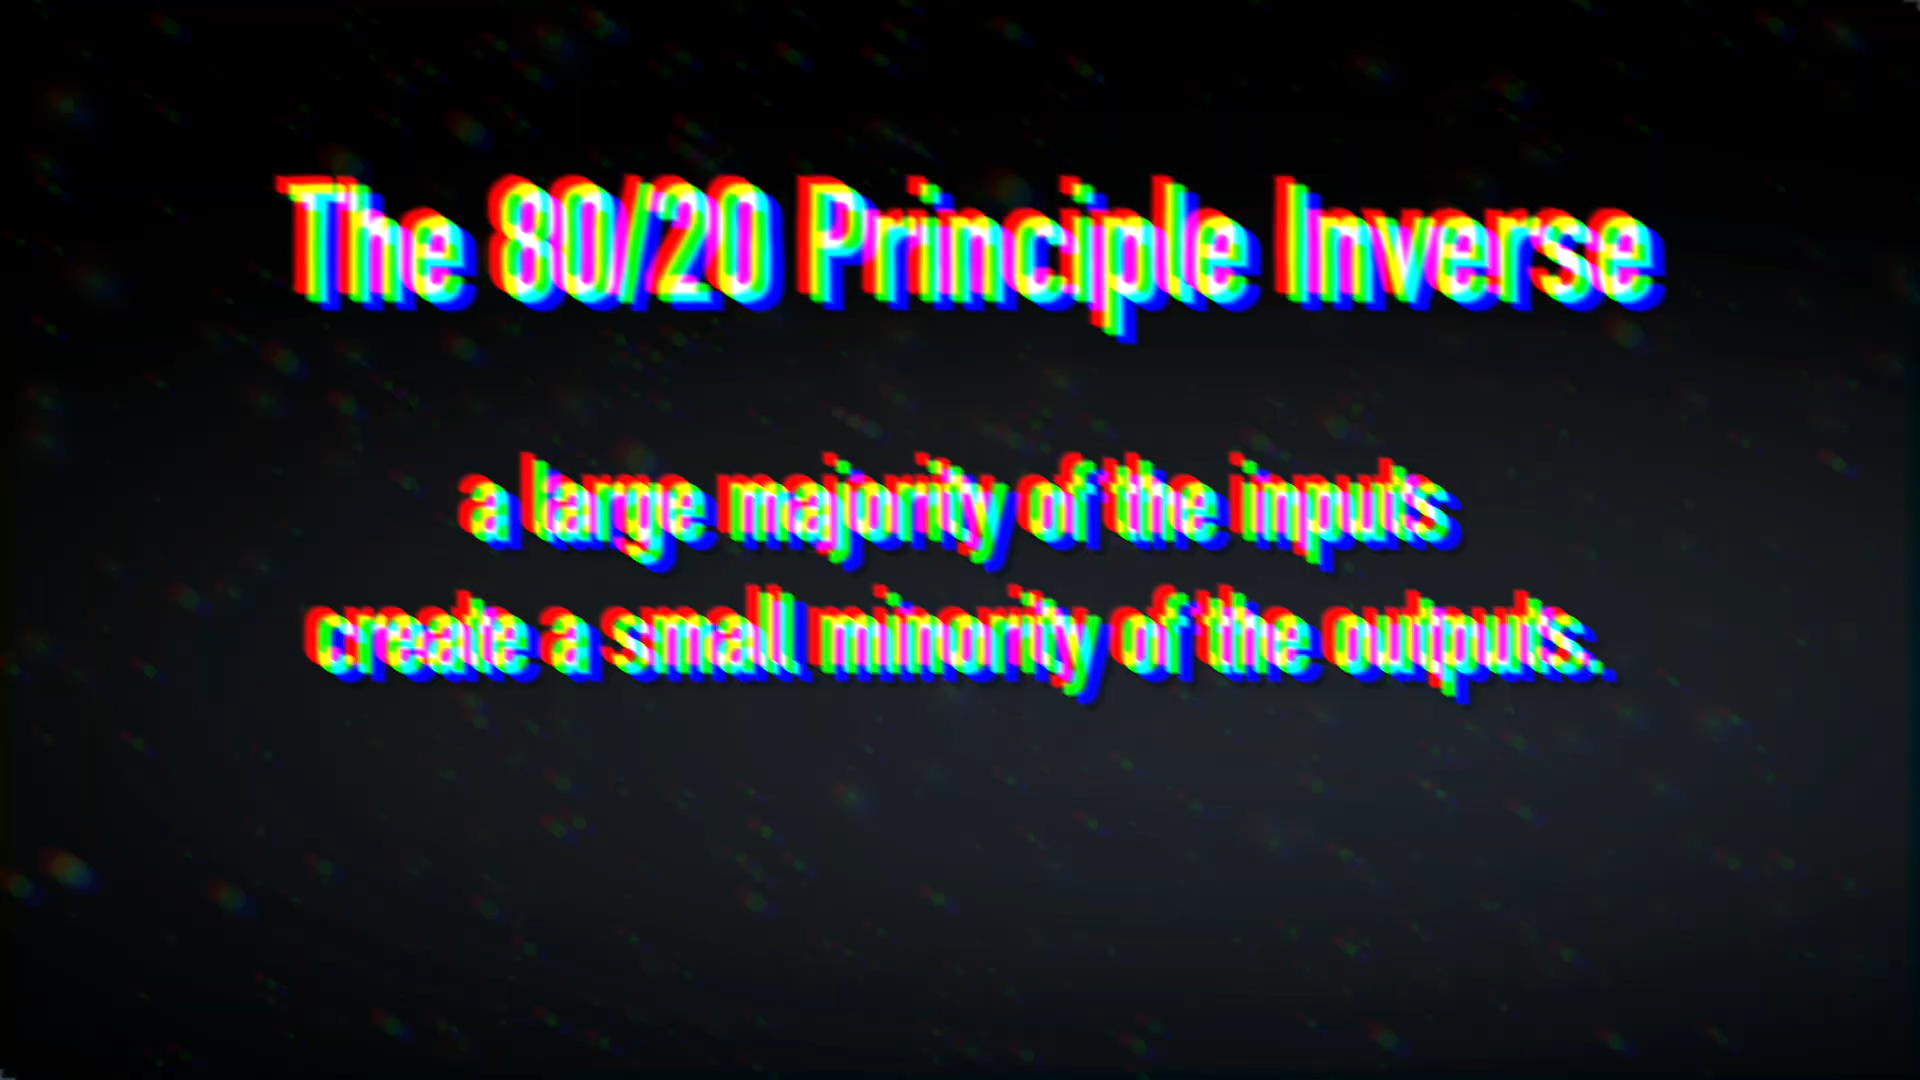 The 80/20 Principle Inverse
a large majority of the inputs
create a small minority of the outputs.